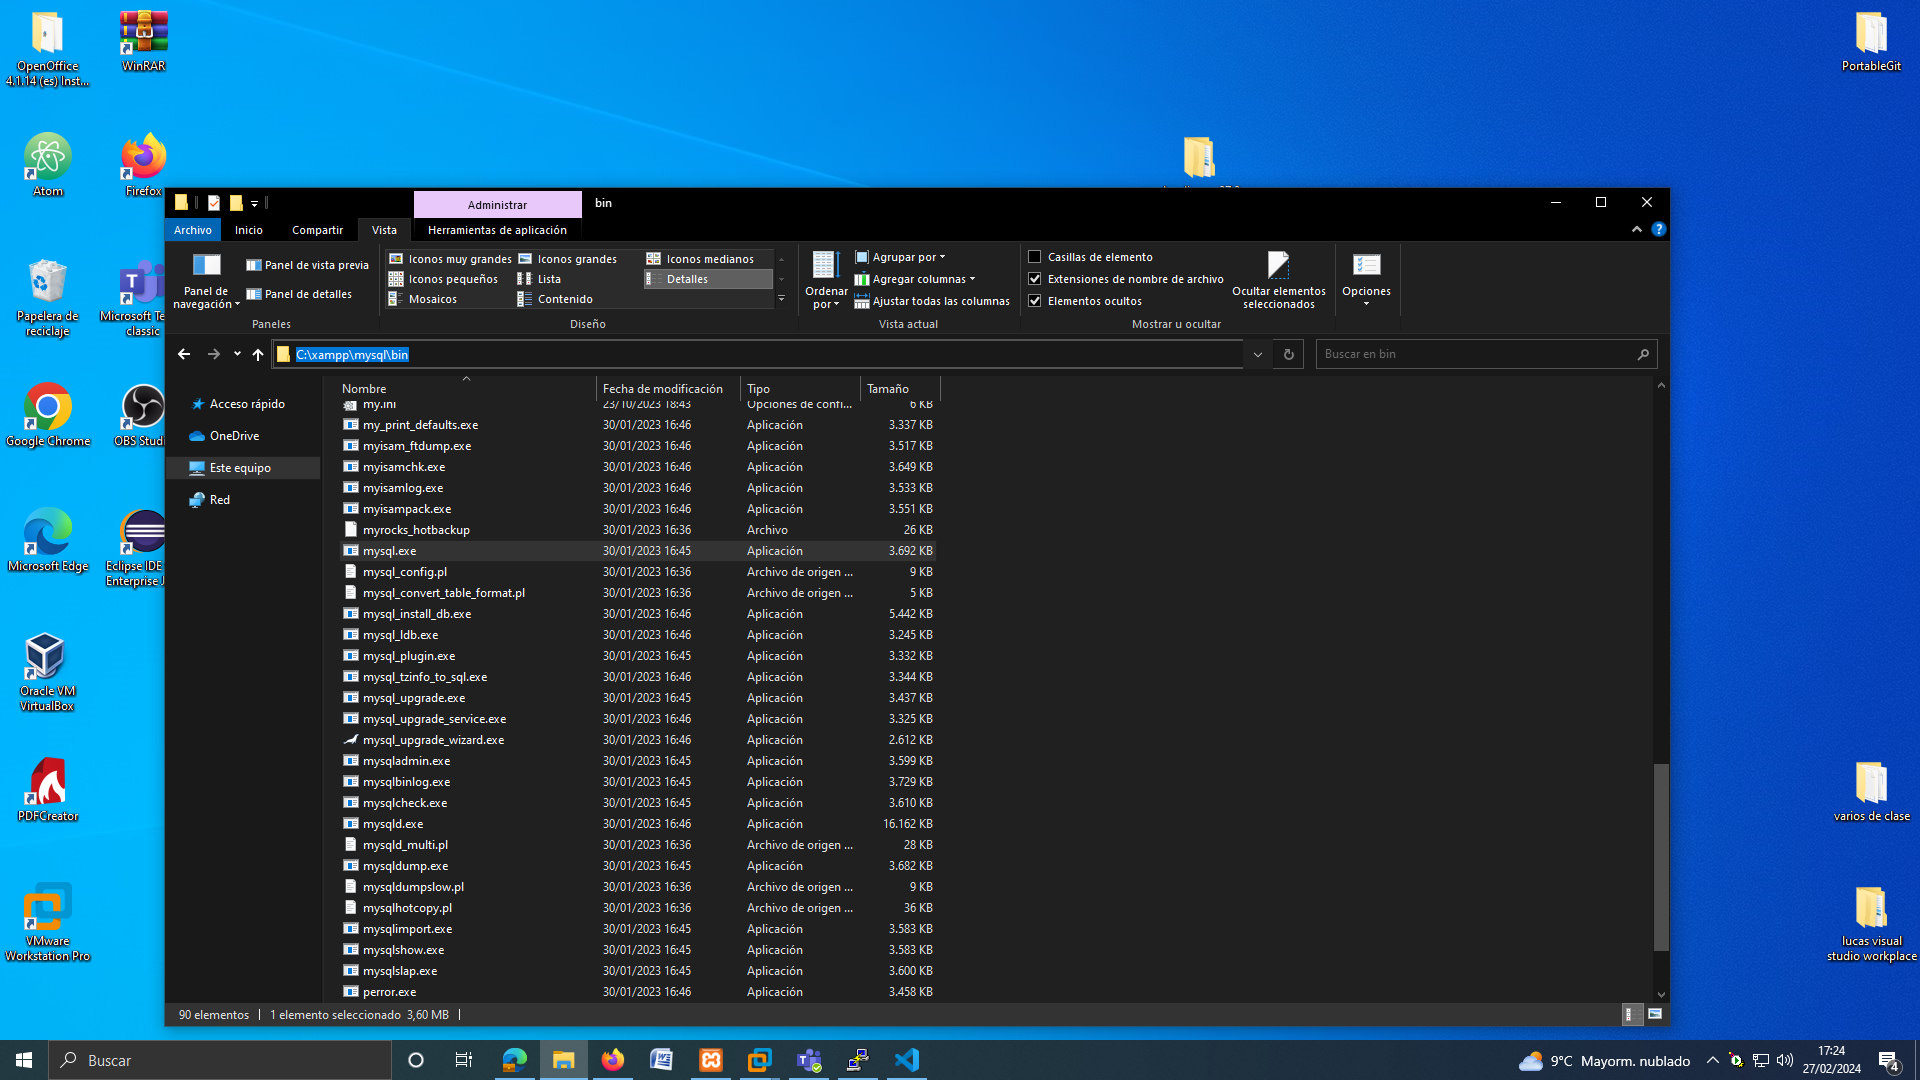 OpenOffice
4.1.14 (es) Inst...
WinRAR
PortableGit
Atom
Firefox
Papelera de
reciclaje
Microsoft Te
classic
Google Chrome
OBS Studi
Microsoft Edge
Eclipse IDE
Enterprise J
Oracle VM
VirtualBox
PDFCreator
VMware
Workstation Pro
varios de clase
lucas visual
studio workplace
Administrar
bin
Archivo
Inicio
Compartir
Vista
Herramientas de aplicación
Panel de
navegación
Panel de vista previa
Panel de detalles
Paneles
Iconos muy grandes
Iconos grandes
Iconos medianos
Iconos pequeños
Lista
Detalles
Mosaicos
Contenido
Diseño
Ordenar
por
Agrupar por
Agregar columnas
Ajustar todas las columnas
Vista actual
Casillas de elemento
Extensiones de nombre de archivo
Elementos ocultos
Ocultar elementos
seleccionados
Mostrar u ocultar
Opciones
C:\xampp\mysql\bin
Buscar en bin
Acceso rápido
OneDrive
Este equipo
Red
Nombre Fecha de modificación Tipo Tamaño
my.ini 23/10/2023 18:43 Opciones de confi... 6 KB
my_print_defaults.exe 30/01/2023 16:46 Aplicación 3.337 KB
myisam_ftdump.exe 30/01/2023 16:46 Aplicación 3.517 KB
myisamchk.exe 30/01/2023 16:46 Aplicación 3.649 KB
myisamlog.exe 30/01/2023 16:46 Aplicación 3.533 KB
myisampack.exe 30/01/2023 16:46 Aplicación 3.551 KB
myrocks_hotbackup 30/01/2023 16:36 Archivo 26 KB
mysql.exe 30/01/2023 16:45 Aplicación 3.692 KB
mysql_config.pl 30/01/2023 16:36 Archivo de origen ... 9 KB
mysql_convert_table_format.pl 30/01/2023 16:36 Archivo de origen ... 5 KB
mysql_install_db.exe 30/01/2023 16:46 Aplicación 5.442 KB
mysql_ldb.exe 30/01/2023 16:46 Aplicación 3.245 KB
mysql_plugin.exe 30/01/2023 16:45 Aplicación 3.332 KB
mysql_tzinfo_to_sql.exe 30/01/2023 16:46 Aplicación 3.344 KB
mysql_upgrade.exe 30/01/2023 16:45 Aplicación 3.437 KB
mysql_upgrade_service.exe 30/01/2023 16:46 Aplicación 3.325 KB
mysql_upgrade_wizard.exe 30/01/2023 16:46 Aplicación 2.612 KB
mysqladmin.exe 30/01/2023 16:45 Aplicación 3.599 KB
mysqlbinlog.exe 30/01/2023 16:45 Aplicación 3.729 KB
mysqlcheck.exe 30/01/2023 16:45 Aplicación 3.610 KB
mysqld.exe 30/01/2023 16:46 Aplicación 16.162 KB
mysqld_multi.pl 30/01/2023 16:36 Archivo de origen ... 28 KB
mysqldump.exe 30/01/2023 16:45 Aplicación 3.682 KB
mysqldumpslow.pl 30/01/2023 16:36 Archivo de origen ... 9 KB
mysqlhotcopy.pl 30/01/2023 16:36 Archivo de origen ... 36 KB
mysqlimport.exe 30/01/2023 16:45 Aplicación 3.583 KB
mysqlshow.exe 30/01/2023 16:45 Aplicación 3.583 KB
mysqlslap.exe 30/01/2023 16:45 Aplicación 3.600 KB
perror.exe 30/01/2023 16:46 Aplicación 3.458 KB
90 elementos
1 elemento seleccionado 3,60 MB
Buscar
9°C Mayorm. nublado
17:24
27/02/2024
4